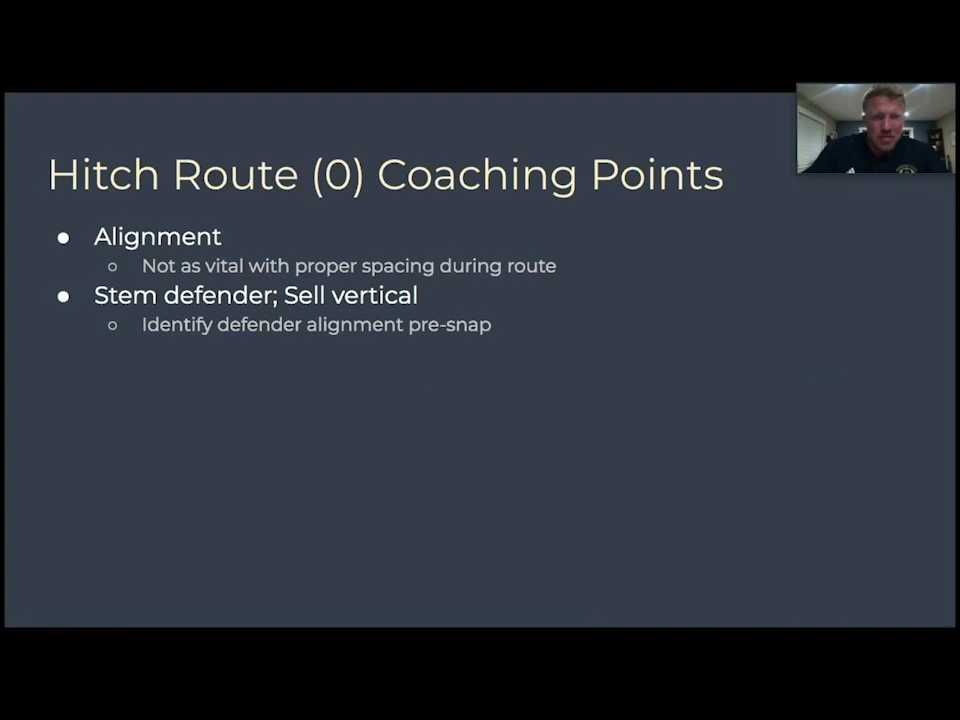 Hitch Route (0) Coaching Points
● Alignment
○ Not as vital with proper spacing during route
● Stem defender; Sell vertical
○ Identify defender alignment pre-snap